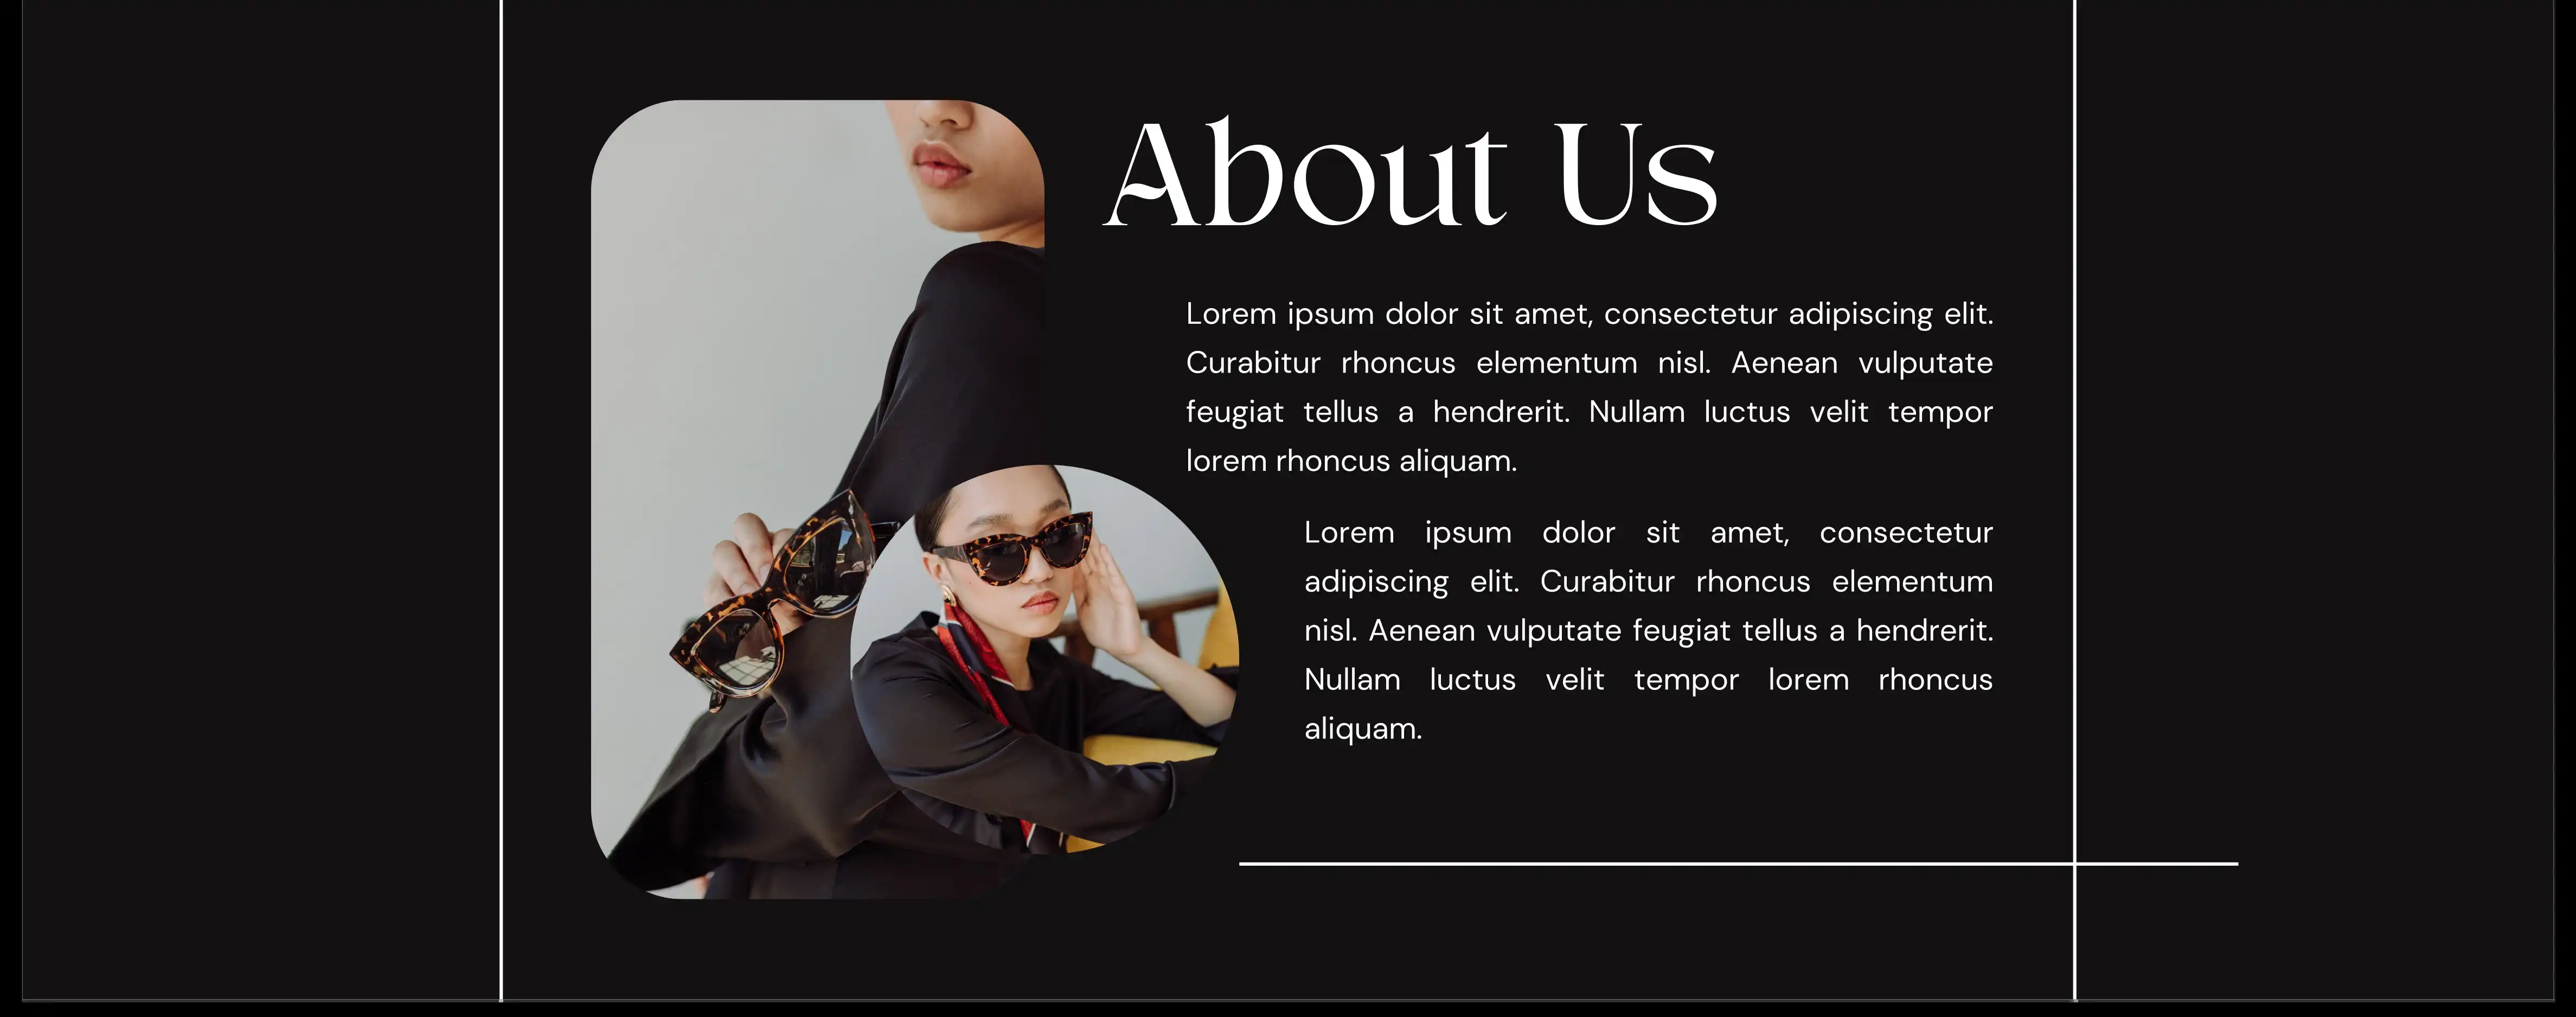 About Us
Lorem ipsum dolor sit amet, consectetur adipiscing elit.
Curabitur rhoncus elementum nisl. Aenean vulputate
feugiat tellus a hendrerit. Nullam luctus velit tempor
lorem rhoncus aliquam.
Lorem ipsum dolor sit amet, consectetur
adipiscing elit. Curabitur rhoncus elementum
nisl. Aenean vulputate feugiat tellus a hendrerit.
Nullam luctus velit tempor lorem rhoncus
aliquam.